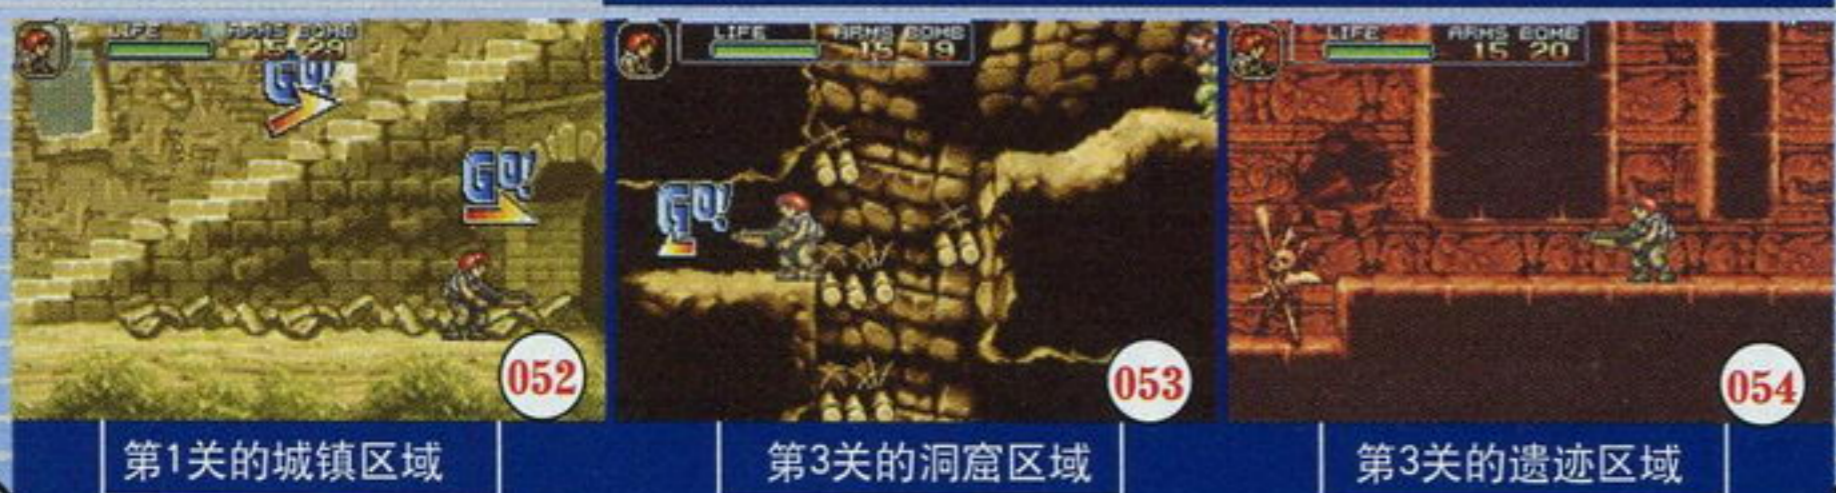 LIFE ARMS BOMB
15 29
GO!
GO!
052
第1关的城镇区域
LIFE ARMS BOMB
15 19
GO!
053
第3关的洞窟区域
LIFE ARMS BOMB
15 20
054
第3关的遗迹区域